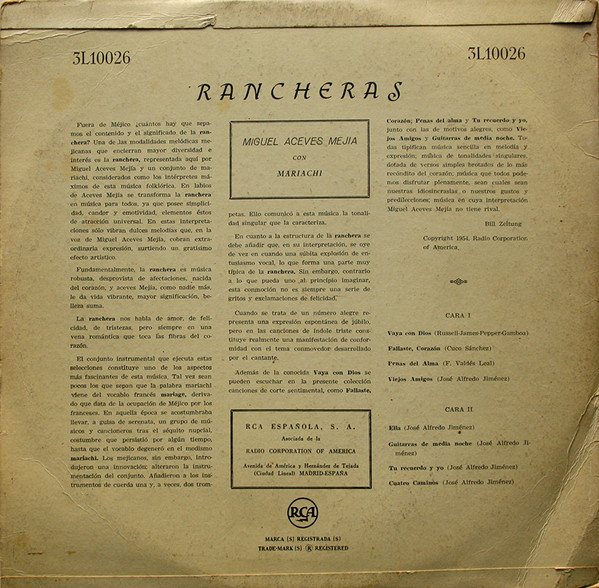 3L10026
3L10026
RANCHERAS
Fuera de Méjico ¿cuántos hay que sepa-
mos el contenido y el significado de la ran-
chera? Una de las modalidades melódicas me-
jicanas que encierran mayor diversidad e
interés es la ranchera, representada aquí por
Miguel Aceves Mejía y un conjunto de ma-
riachi, considerados como los intérpretes má-
ximos de esta música folklórica. En labios
de Aceves Mejía se transforma la ranchera
en música para todos, ya que posee simplici-
dad, candor y emotividad, elementos éstos
de atracción universal. En estas interpreta-
ciones sólo vibran dulces melodías que, en la
voz de Miguel Aceves Mejía, cobran extra-
ordinaria expresión, surtiendo un gratísimo
efecto artístico.
Fundamentalmente, la ranchera es música
robusta, desprovista de afectaciones, nacida
del corazón, y aceves Mejía, como nadie más,
le da vida vibrante, mayor significación, be-
lleza suma.
La ranchera nos habla de amor, de feli-
cidad, de tristezas, pero siempre en una
vena romántica que toca las fibras del co-
razón.
El conjunto instrumental que ejecuta estas
selecciones constituye uno de los aspectos
más fascinantes de esta música. Tal vez sean
pocos los que sepan que la palabra mariachi
viene del vocablo francés mariage, deriva-
do que data de la ocupación de Méjico por los
franceses. En aquella época se acostumbraba
llevar, a guisa de serenata, un grupo de músi-
cos y cancioneros tras el séquito nupcial,
costumbre que persistió por algún tiempo,
hasta que el vocablo degeneró en el modismo
mariachi. Los mejicanos, sin embargo, intro-
dujeron una innovación: alteraron la instru-
mentación del conjunto. Añadieron a los ins-
trumentos de cuerda una y, a veces, dos trom-
MIGUEL ACEVES MEJIA
CON
MARIACHI
petas. Ello comunicó a esta música la tonali-
dad singular que la caracteriza.
En cuanto a la estructura de la ranchera se
debe añadir que, en su interpretación, se oye
de vez en cuando una súbita explosión de en-
tusiasmo vocal, lo que forma una parte muy
típica de la ranchera. Sin embargo, contrario
a lo que pueda uno al principio imaginar,
esta conmoción no es siempre una serie de
gritos y exclamaciones de felicidad.
Cuando se trata de un número alegre re-
presenta una expresión espontánea de júbilo,
pero en las canciones de índole triste consti-
tuye realmente una manifestación de confor-
midad con el tema conmovedor desarrollado
por el cantante.
Además de la conocida Vaya con Dios se
pueden escuchar en la presente colección
canciones de corte sentimental, como Fallaste,
RCA ESPAÑOLA, S. A.
Asociada de la
RADIO CORPORATION OF AMERICA
Avenida de América y Hernández de Tejada
(Ciudad Lineal) MADRID-ESPAÑA
RCA
MARCA (S) REGISTRADA (S)
TRADE-MARK (S) ® REGISTERED
Corazón, Penas del alma y Tu recuerdo y yo,
junto con las de motivos alegres, como Vie-
jos Amigos y Guitarras de media noche. To-
das tipifican música sencilla en melodía y
expresión; música de tonalidades singulares,
dotada de versos simples brotados de lo más
recóndito del corazón; música que todos pode-
mos disfrutar plenamente, sean cuales sean
nuestras idiosincrasias o nuestros gustos y
predilecciones; música en cuya interpretación
Miguel Aceves Mejía no tiene rival.
Bill Zeitung
Copyright 1954, Radio Corporation
of America.
CARA I
Vaya con Dios (Russell-James-Pepper-Gamboa)
Fallaste, Corazón (Cuco Sánchez)
Penas del Alma (F. Valdés Leal)
Viejos Amigos (José Alfredo Jiménez)
CARA II
Ella (José Alfredo Jiménez)
Guitarras de media noche (José Alfredo Ji-
ménez)
Tu recuerdo y yo (José Alfredo Jiménez)
Cuatro Caminos (José Alfredo Jiménez)